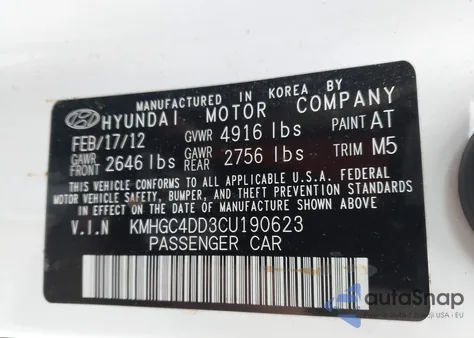 MANUFACTURED IN KOREA BY
HYUNDAI MOTOR COMPANY
FEB/17/12 GVWR 4916 lbs PAINT AT
GAWR FRONT 2646 lbs GAWR REAR 2756 lbs TRIM M5
THIS VEHICLE CONFORMS TO ALL APPLICABLE U.S.A. FEDERAL
MOTOR VEHICLE SAFETY, BUMPER, AND THEFT PREVENTION STANDARDS
IN EFFECT ON THE DATE OF MANUFACTURE SHOWN ABOVE
V.I.N KMHGC4DD3CU190623
PASSENGER CAR
autoSnap